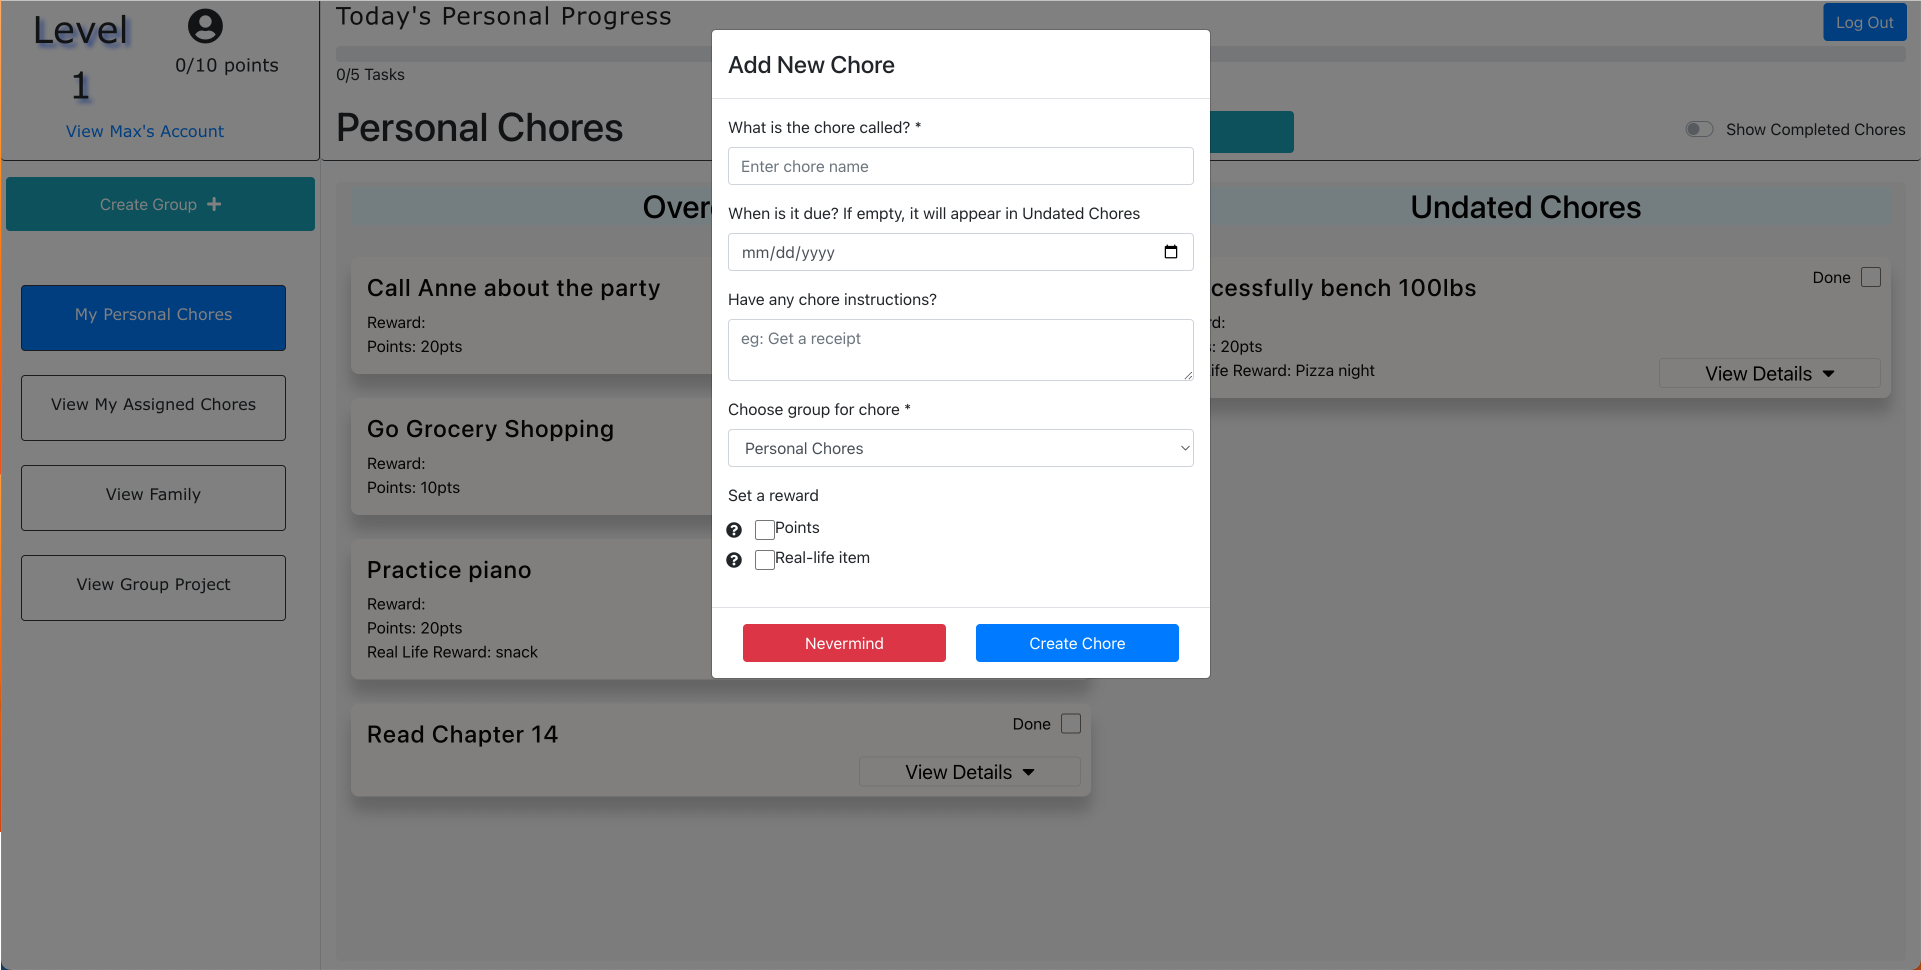 Level
1
0/10 points
View Max's Account
Today's Personal Progress
0/5 Tasks
Log Out
Personal Chores
Show Completed Chores
Create Group
My Personal Chores
View My Assigned Chores
View Family
View Group Project
Call Anne about the party
Reward:
Points: 20pts
Go Grocery Shopping
Reward:
Points: 10pts
Practice piano
Reward:
Points: 20pts
Real Life Reward: snack
Read Chapter 14
Done
View Details
Add New Chore
What is the chore called? *
Enter chore name
When is it due? If empty, it will appear in Undated Chores
mm/dd/yyyy
Have any chore instructions?
eg: Get a receipt
Choose group for chore *
Personal Chores
Set a reward
Points
Real-life item
Nevermind
Create Chore
Undated Chores
bench 100lbs
Done
20pts
Reward: Pizza night
View Details